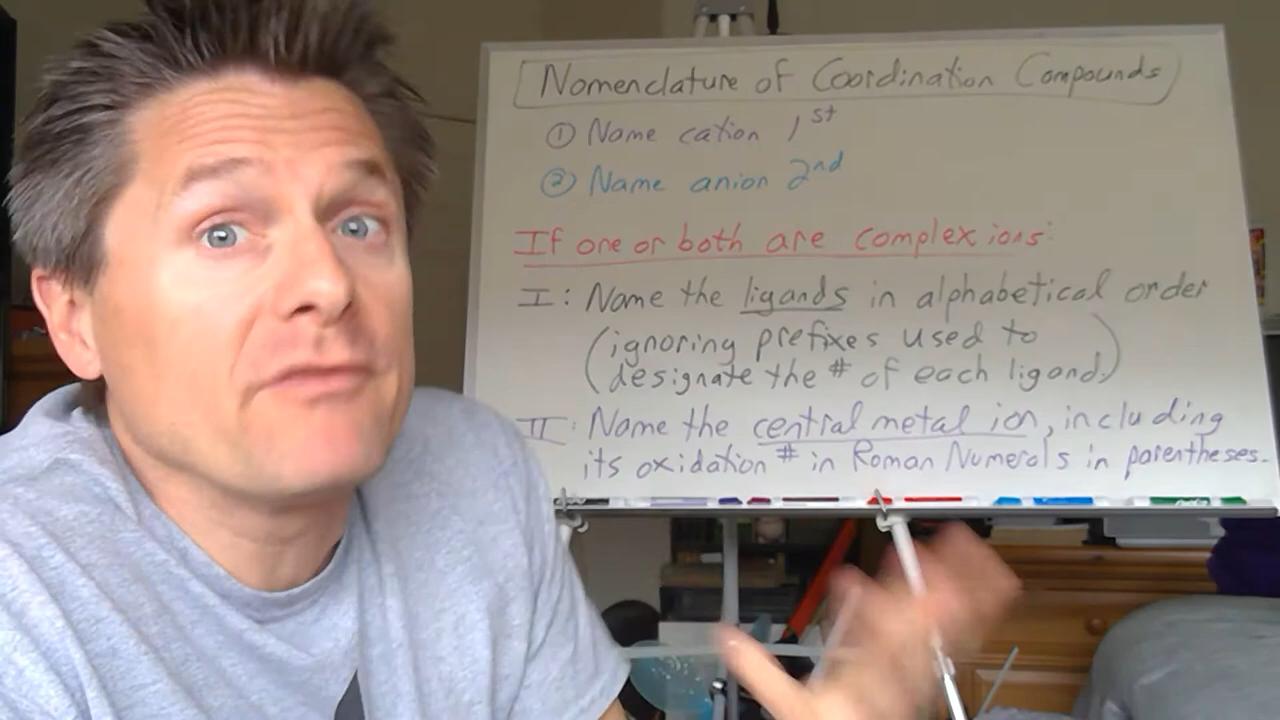 Nomenclature of Coordination Compounds
① Name cation 1st
② Name anion 2nd
If one or both are complex ions:
I: Name the ligands in alphabetical order
(ignoring prefixes used to
designate the # of each ligand.)
II: Name the central metal ion, including
its oxidation # in Roman Numerals in parentheses.